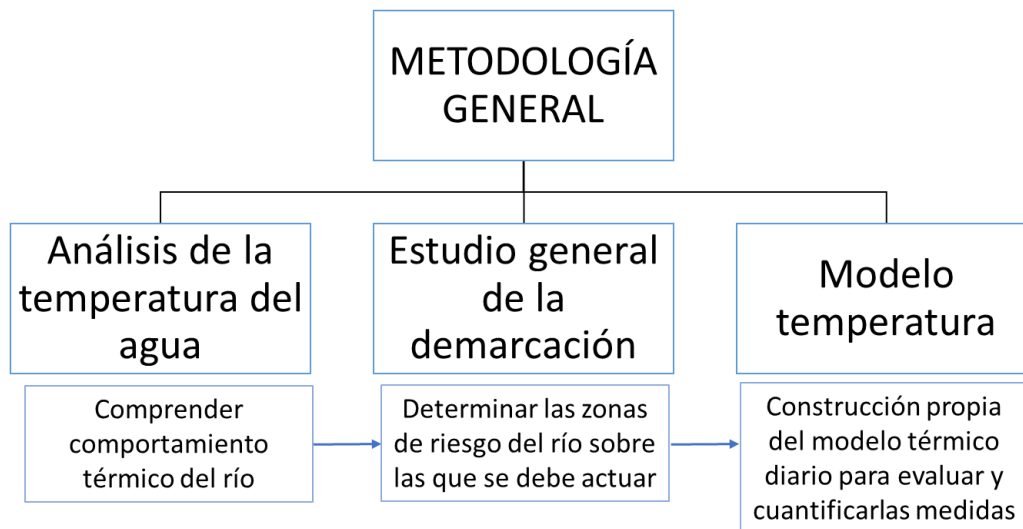 METODOLOGÍA
GENERAL
Análisis de la
temperatura del
agua
Estudio general
de la
demarcación
Modelo
temperatura
Comprender
comportamiento
térmico del río
Determinar las zonas
de riesgo del río sobre
las que se debe actuar
Construcción propia
del modelo térmico
diario para evaluar y
cuantificarlas medidas